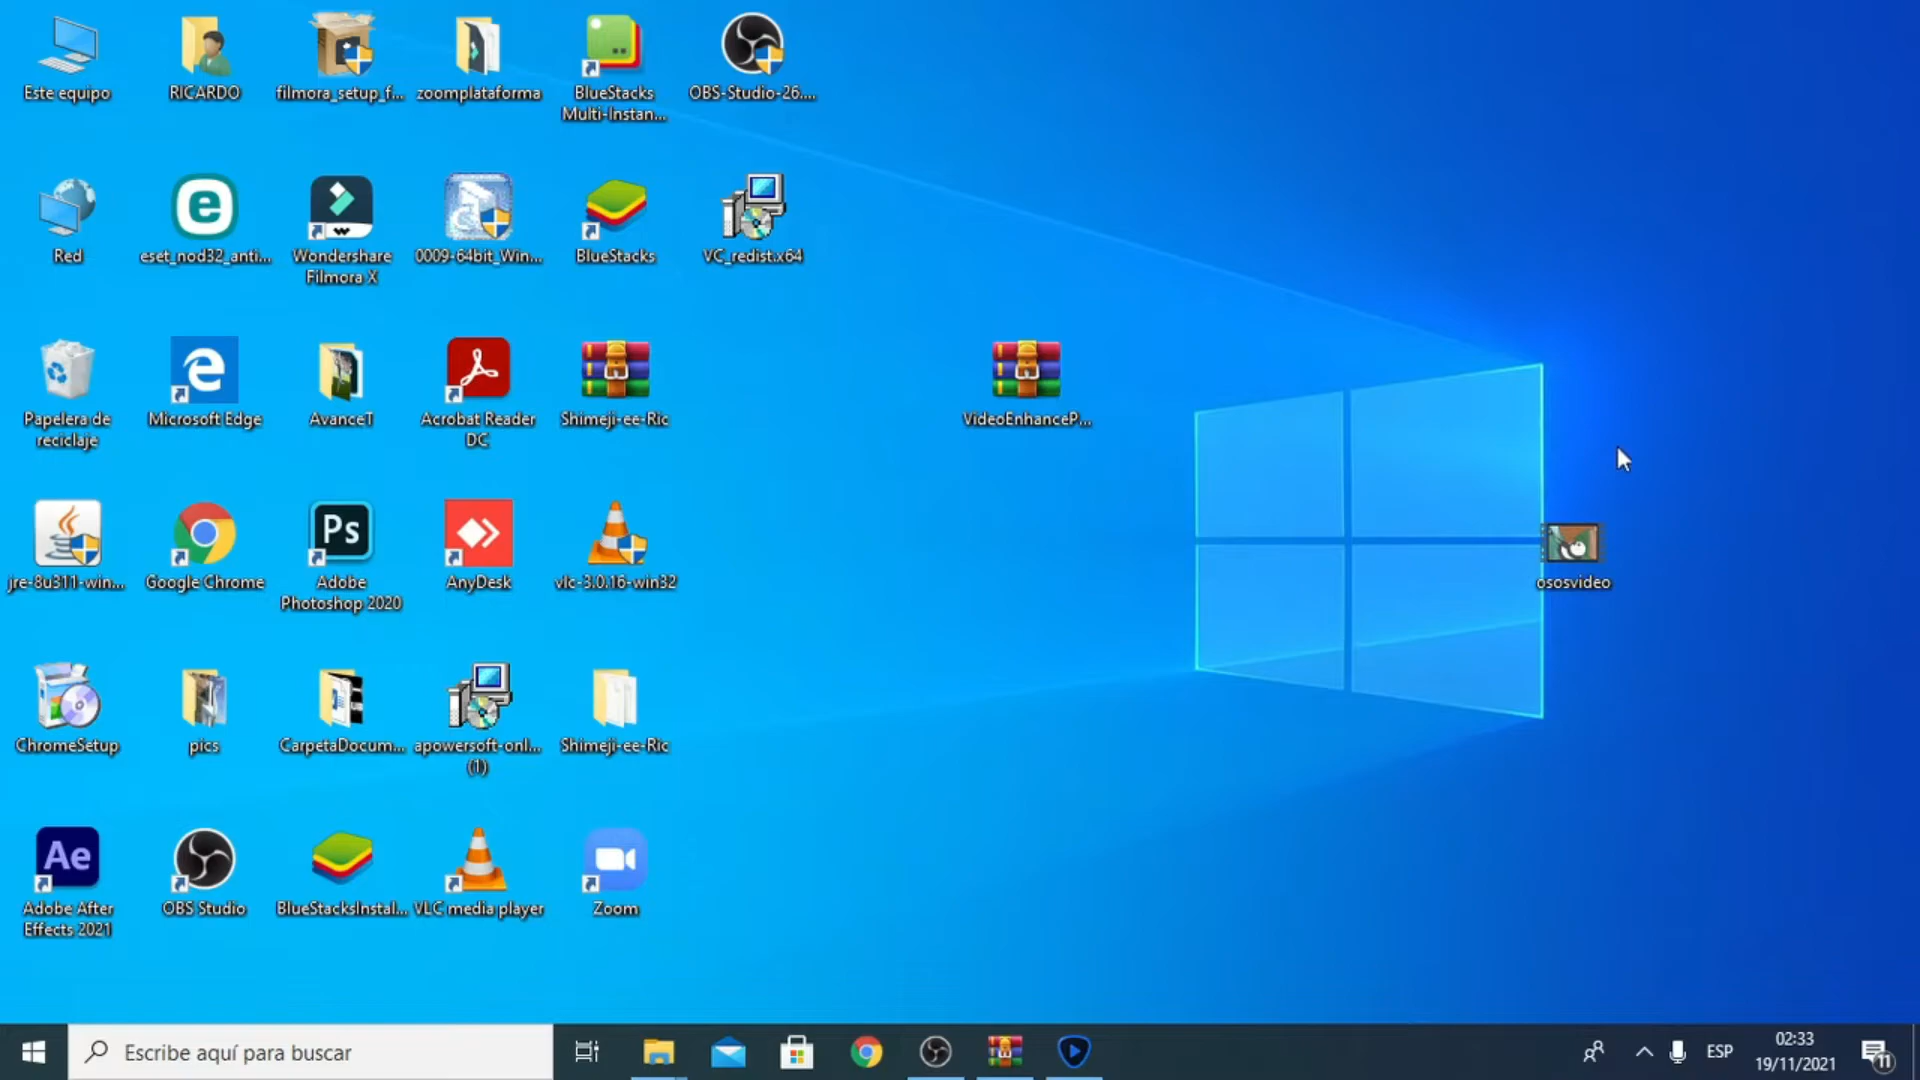 Este equipo
RICARDO
filmora_setup_f...
zoomplataforma
BlueStacks
Multi-Instan...
OBS-Studio-26....
Red
eset_nod32_anti...
Wondershare
Filmora X
0009-64bit_Win...
BlueStacks
VC_redist.x64
Papelera de
reciclaje
Microsoft Edge
AvanceT
Acrobat Reader
DC
Shimeji-ee-Ric
VideoEnhanceP...
jre-8u311-win...
Google Chrome
Ps
Adobe
Photoshop 2020
AnyDesk
vlc-3.0.16-win32
ososvideo
ChromeSetup
pics
CarpetaDocum...
apowersoft-onl...
(1)
Shimeji-ee-Ric
Ae
Adobe After
Effects 2021
OBS Studio
BlueStacksInstal...
VLC media player
Zoom
Escribe aquí para buscar
ESP
02:33
19/11/2021
11